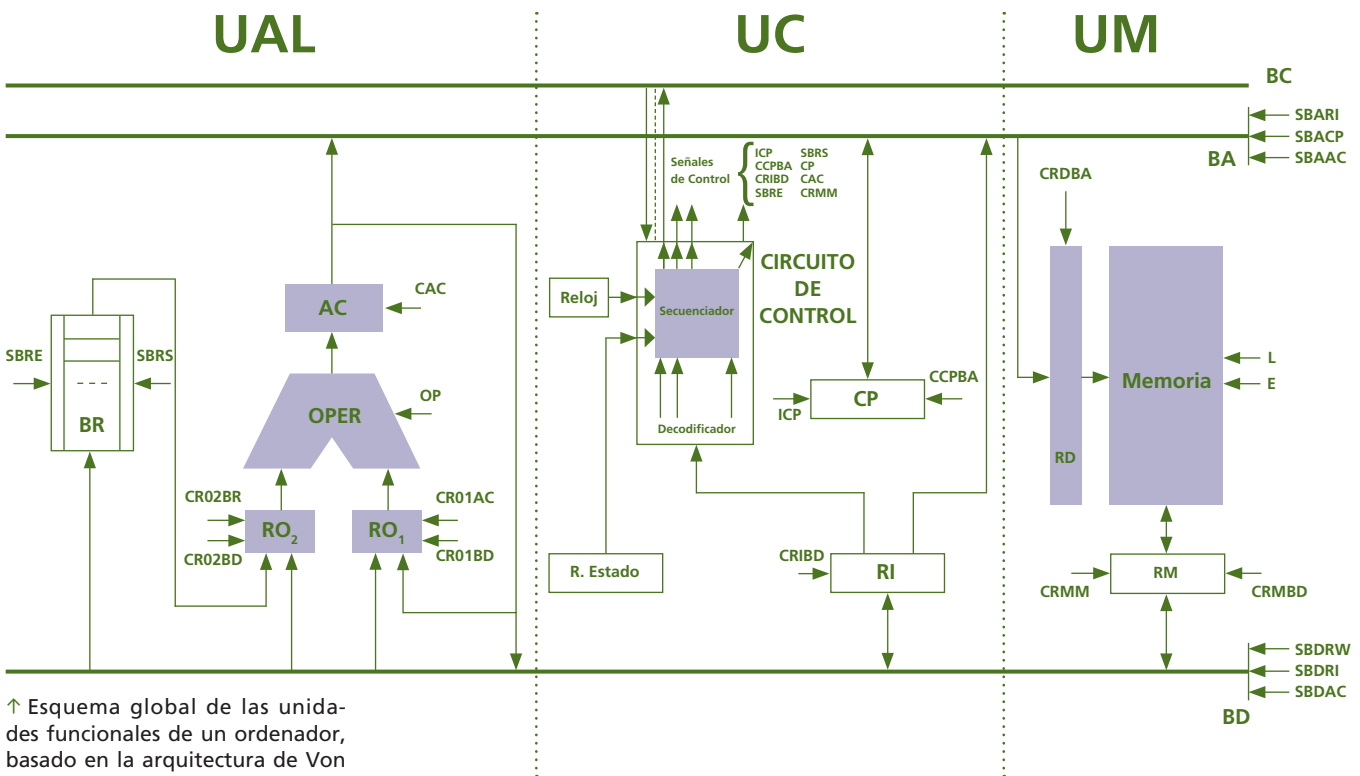 UAL
UC
UM
BC
SBARI
SBACP
SBAAC
BA
Señales
de Control
{
ICP SBRS
CCPBA CP
CRIBD CAC
SBRE CRMM
CRDBA
CIRCUITO
DE
CONTROL
Reloj
Secuenciador
Decodificador
AC
CAC
SBRE
SBRS
BR
OPER
OP
CP
ICP
CCPBA
Memoria
L
E
RD
CR02BR
CR02BD
RO2
RO1
CR01AC
CR01BD
R. Estado
CRIBD
RI
RM
CRMM
CRMBD
SBDRW
SBDRI
SBDAC
BD
↑ Esquema global de las unida-
des funcionales de un ordenador,
basado en la arquitectura de Von